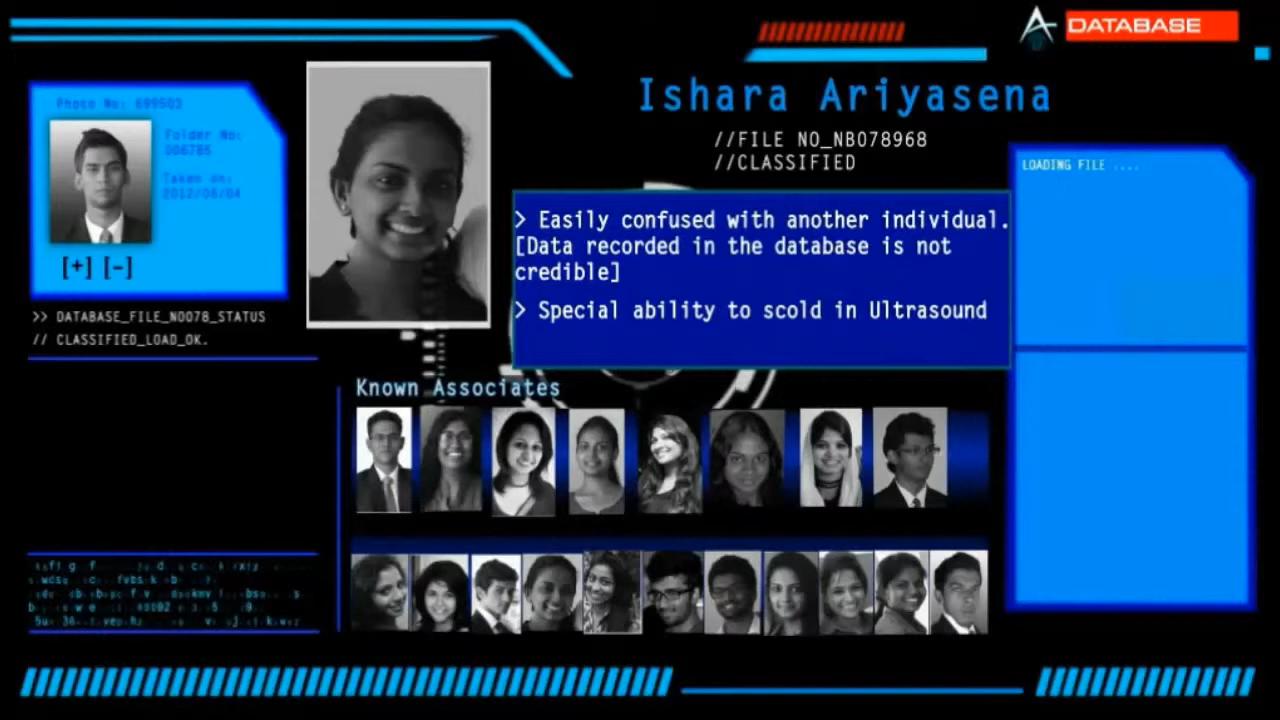 DATABASE
Photo No: 699503
Folder No:
006785
Taken on:
2012/06/04
[+] [-]
Ishara Ariyasena
//FILE NO_NB078968
//CLASSIFIED
LOADING FILE ....
> Easily confused with another individual.
[Data recorded in the database is not
credible]
> Special ability to scold in Ultrasound
>> DATABASE_FILE_N0078_STATUS
// CLASSIFIED_LOAD_OK.
Known Associates